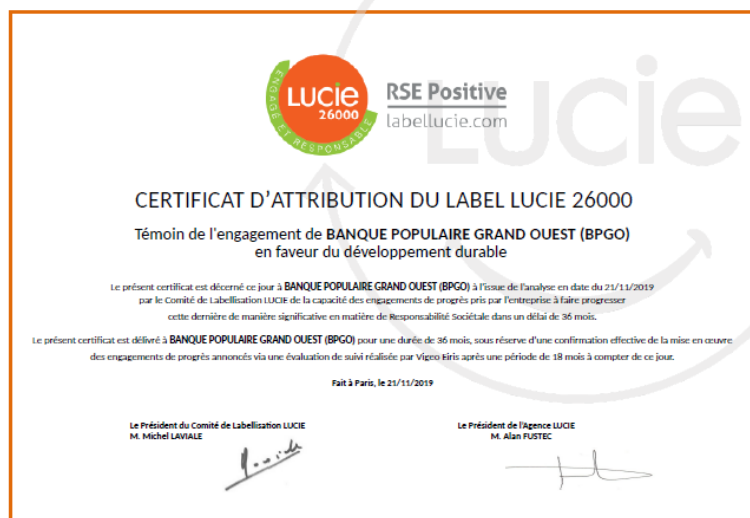 LUCIE
26000
ENGAGÉ ET RESPONSABLE
RSE Positive
labellucie.com
Lucie
CERTIFICAT D'ATTRIBUTION DU LABEL LUCIE 26000
Témoin de l'engagement de BANQUE POPULAIRE GRAND OUEST (BPGO)
en faveur du développement durable
Le présent certificat est décerné ce jour à BANQUE POPULAIRE GRAND OUEST (BPGO) à l'issue de l'analyse en date du 21/11/2019
par le Comité de Labellisation LUCIE de la capacité des engagements de progrès pris par l'entreprise à faire progresser
cette dernière de manière significative en matière de Responsabilité Sociétale dans un délai de 36 mois.
Le présent certificat est délivré à BANQUE POPULAIRE GRAND OUEST (BPGO) pour une durée de 36 mois, sous réserve d'une confirmation effective de la mise en œuvre
des engagements de progrès annoncés via une évaluation de suivi réalisée par Vigeo Eiris après une période de 18 mois à compter de ce jour.
Fait à Paris, le 21/11/2019
Le Président du Comité de Labellisation LUCIE
M. Michel LAVIALE
Le Président de l'Agence LUCIE
M. Alan FUSTEC